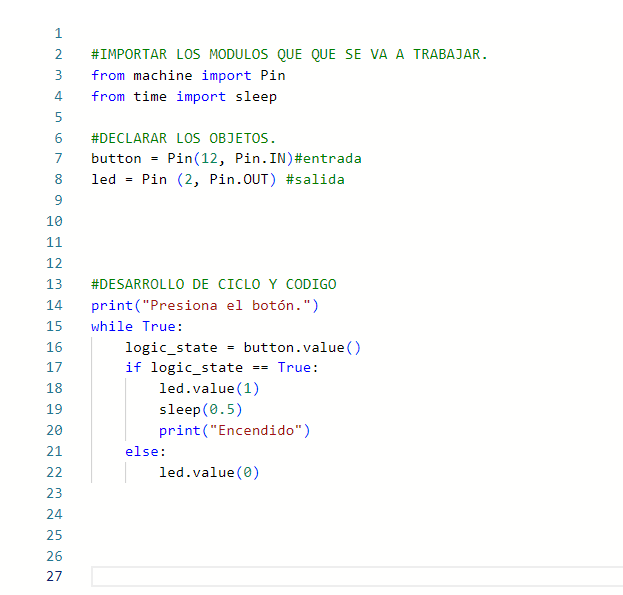 1
2 #IMPORTAR LOS MODULOS QUE QUE SE VA A TRABAJAR.
3 from machine import Pin
4 from time import sleep
5
6 #DECLARAR LOS OBJETOS.
7 button = Pin(12, Pin.IN)#entrada
8 led = Pin (2, Pin.OUT) #salida
9
10
11
12
13 #DESARROLLO DE CICLO Y CODIGO
14 print("Presiona el botón.")
15 while True:
16     logic_state = button.value()
17     if logic_state == True:
18         led.value(1)
19         sleep(0.5)
20         print("Encendido")
21     else:
22         led.value(0)
23
24
25
26
27